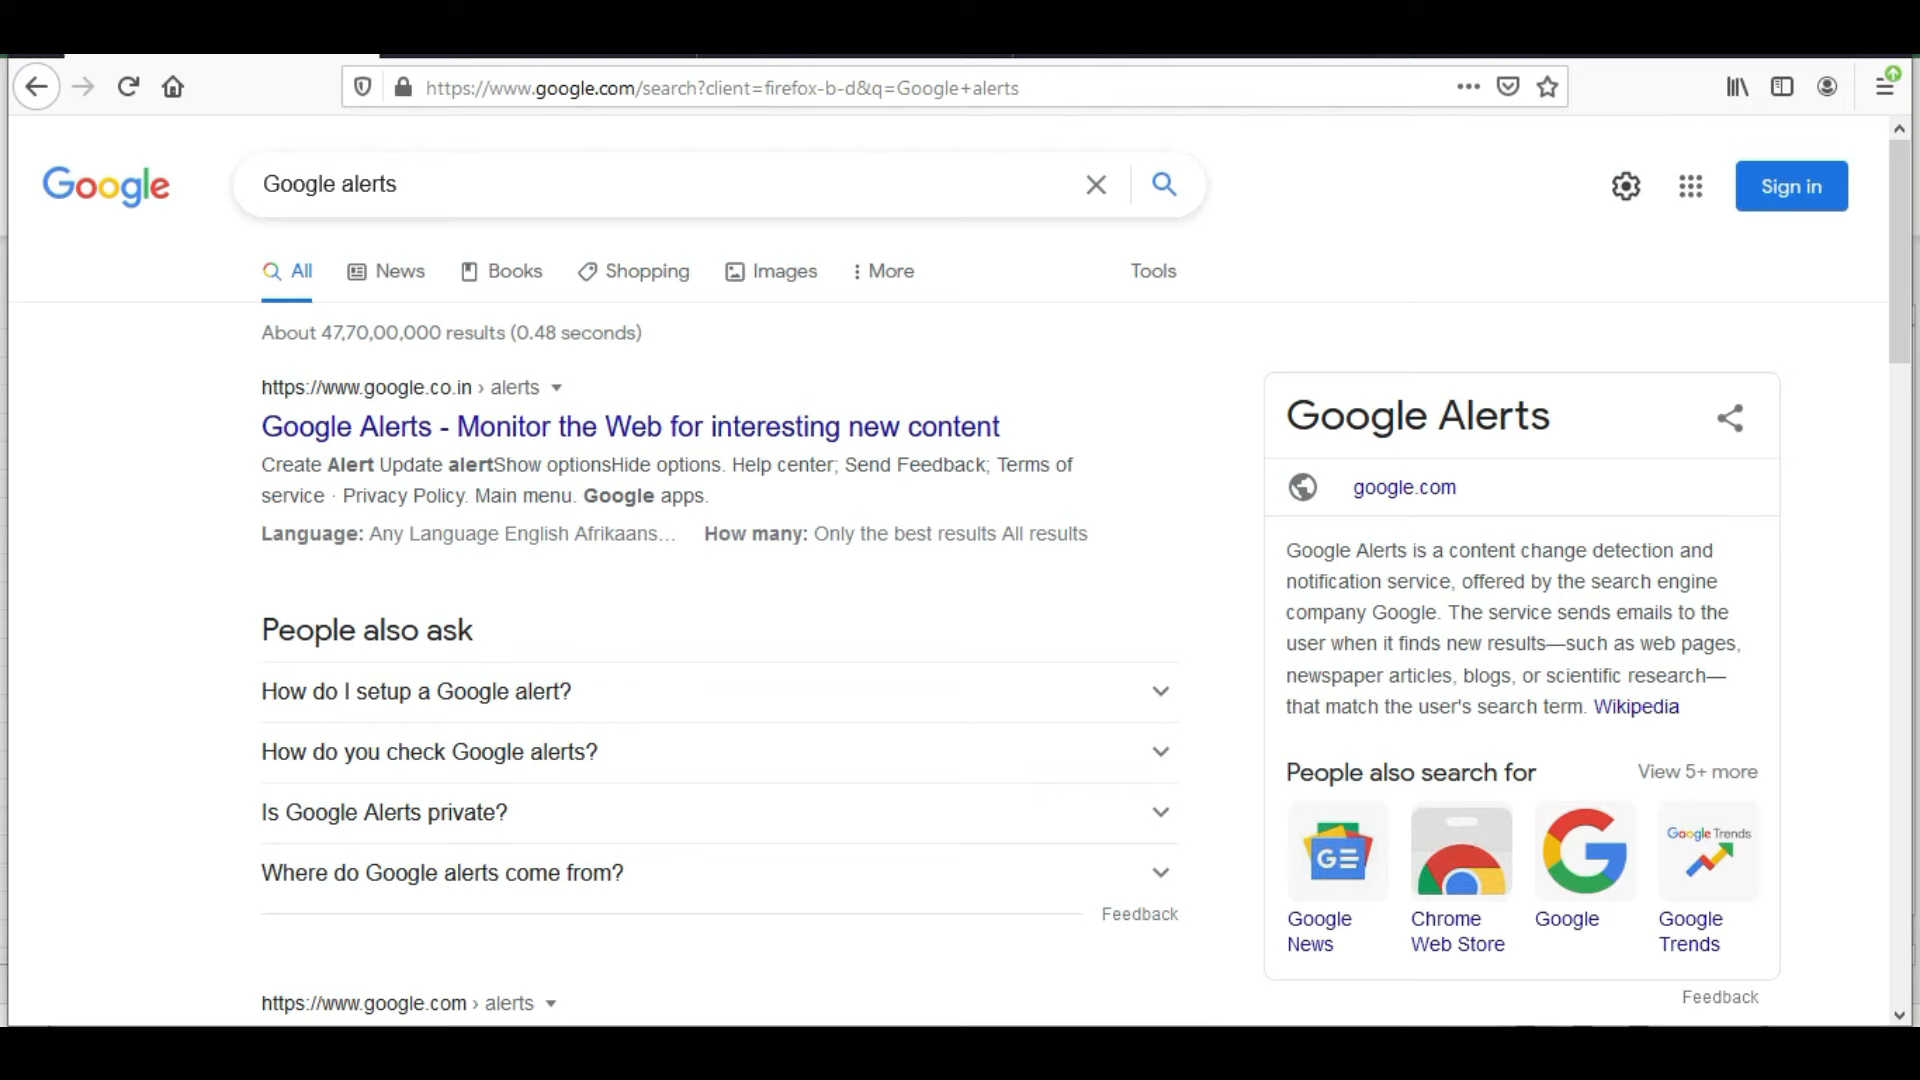 https://www.google.com/search?client=firefox-b-d&q=Google+alerts
Google
Google alerts
Sign in
All
News
Books
Shopping
Images
More
Tools
About 47,70,00,000 results (0.48 seconds)
https://www.google.co.in › alerts
Google Alerts - Monitor the Web for interesting new content
Create Alert Update alertShow optionsHide options. Help center; Send Feedback; Terms of
service · Privacy Policy. Main menu. Google apps.
Language: Any Language English Afrikaans... How many: Only the best results All results
People also ask
How do I setup a Google alert?
How do you check Google alerts?
Is Google Alerts private?
Where do Google alerts come from?
Feedback
https://www.google.com › alerts
Google Alerts
google.com
Google Alerts is a content change detection and
notification service, offered by the search engine
company Google. The service sends emails to the
user when it finds new results—such as web pages,
newspaper articles, blogs, or scientific research—
that match the user's search term. Wikipedia
People also search for
View 5+ more
GE
G
Google Trends
Google
News
Chrome
Web Store
Google
Google
Trends
Feedback